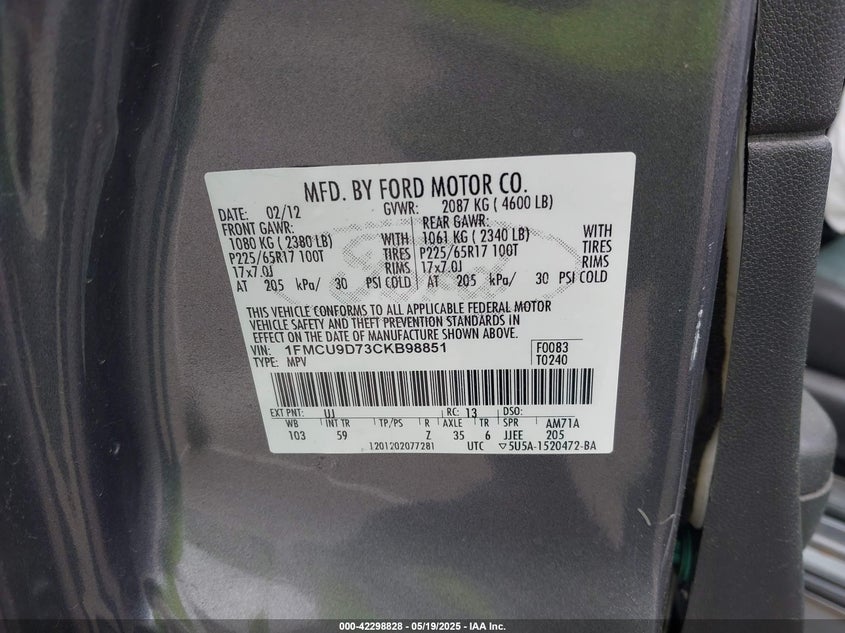 MFD. BY FORD MOTOR CO.
DATE: 02/12 GVWR: 2087 KG ( 4600 LB)
FRONT GAWR: REAR GAWR:
1080 KG ( 2380 LB) WITH 1061 KG ( 2340 LB) WITH
P225/65R17 100T TIRES P225/65R17 100T TIRES
17x7.0J RIMS 17x7.0J RIMS
AT 205 kPa/ 30 PSI COLD AT 205 kPa/ 30 PSI COLD
THIS VEHICLE CONFORMS TO ALL APPLICABLE FEDERAL MOTOR
VEHICLE SAFETY AND THEFT PREVENTION STANDARDS IN
EFFECT ON THE DATE OF MANUFACTURE SHOWN ABOVE.
VIN: 1FMCU9D73CKB98851 F0083
TYPE: MPV T0240
EXT PNT: UJ RC: 13 DSO:
WB INT TR TP/PS R AXLE TR SPR AM71A
103 59 Z 35 6 JJEE 205
1201202077281 UTC ▽5U5A-1520472-BA
000-42298828 - 05/19/2025 - IAA Inc.